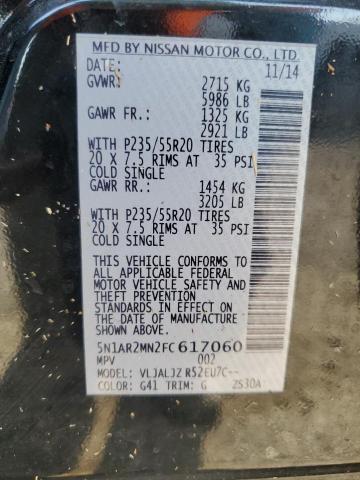 MFD BY NISSAN MOTOR CO., LTD.
DATE: 11/14
GVWR: 2715 KG
5986 LB
GAWR FR.: 1325 KG
2921 LB
WITH P235/55R20 TIRES
20 X 7.5 RIMS AT 35 PSI
COLD SINGLE
GAWR RR.: 1454 KG
3205 LB
WITH P235/55R20 TIRES
20 X 7.5 RIMS AT 35 PSI
COLD SINGLE
THIS VEHICLE CONFORMS TO
ALL APPLICABLE FEDERAL
MOTOR VEHICLE SAFETY AND
THEFT PREVENTION
STANDARDS IN EFFECT ON
THE DATE OF MANUFACTURE
SHOWN ABOVE.
5N1AR2MN2FC617060
MPV 002
MODEL: VLJALJZ R52EU7C--
COLOR: G41 TRIM: G ZS30A